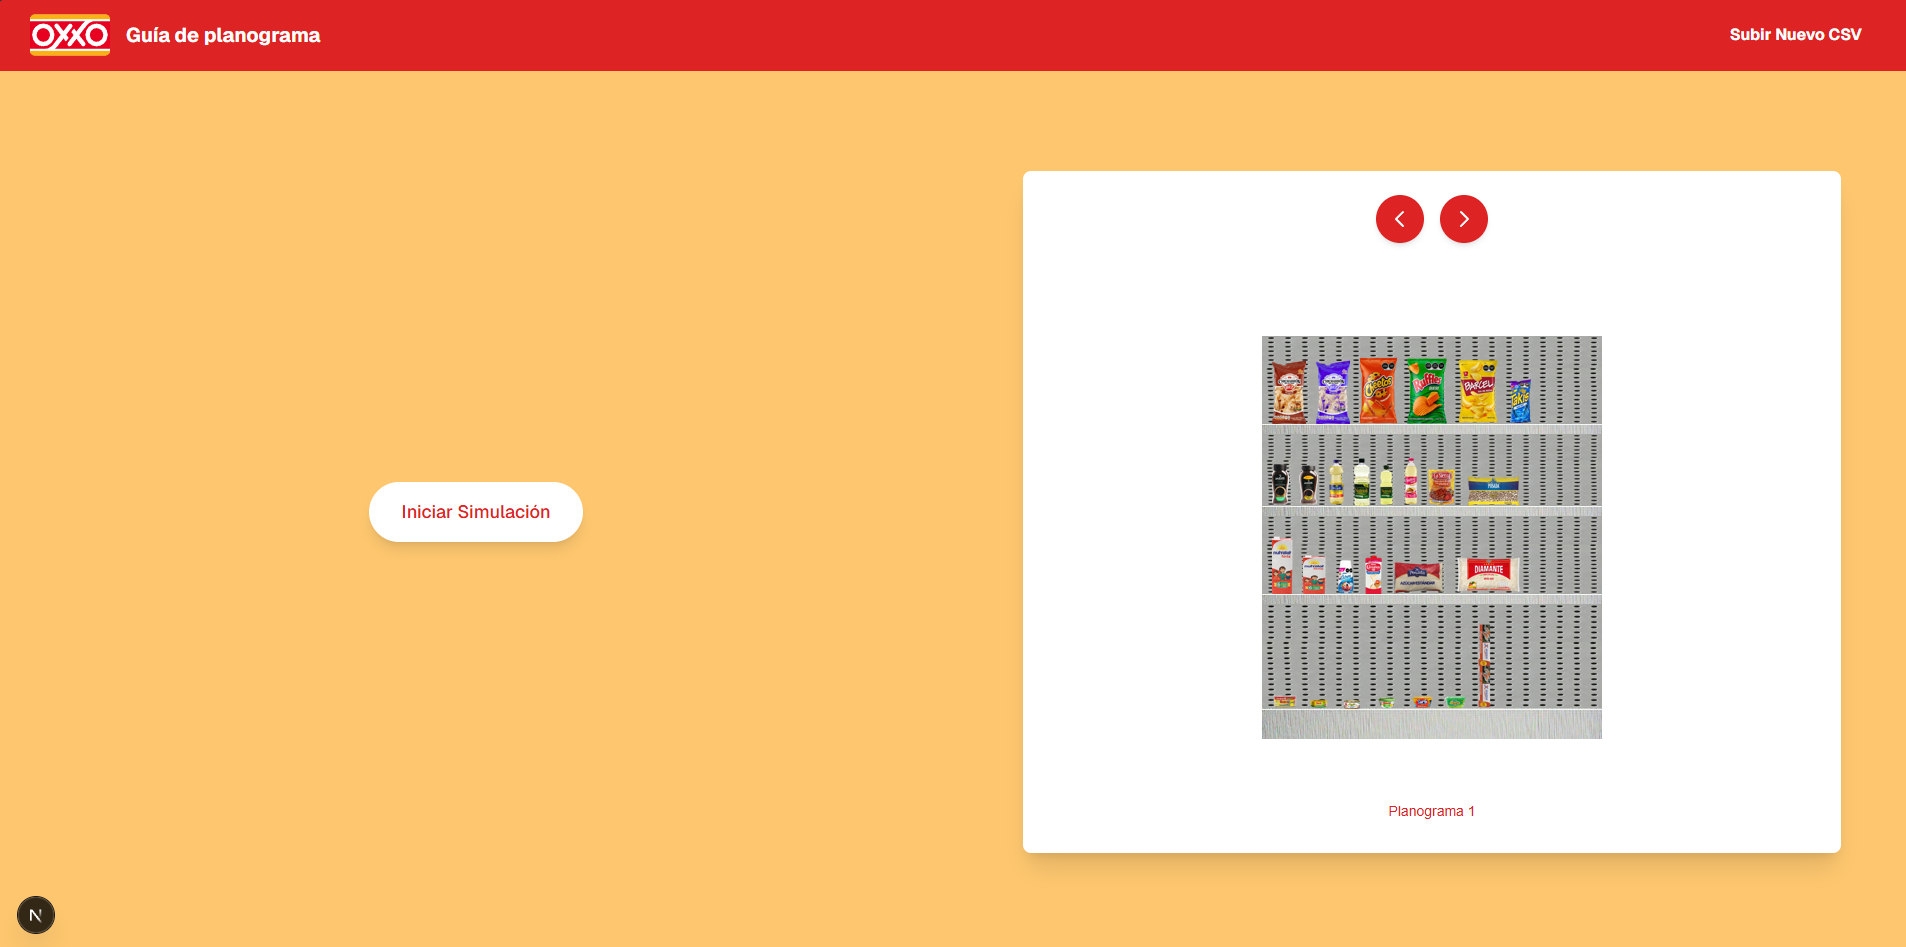 OXXO
Guía de planograma
Subir Nuevo CSV
Iniciar Simulación
Cheetos
Ruffles
BARCEL
Takis
DIAMANTE
Planograma 1
N